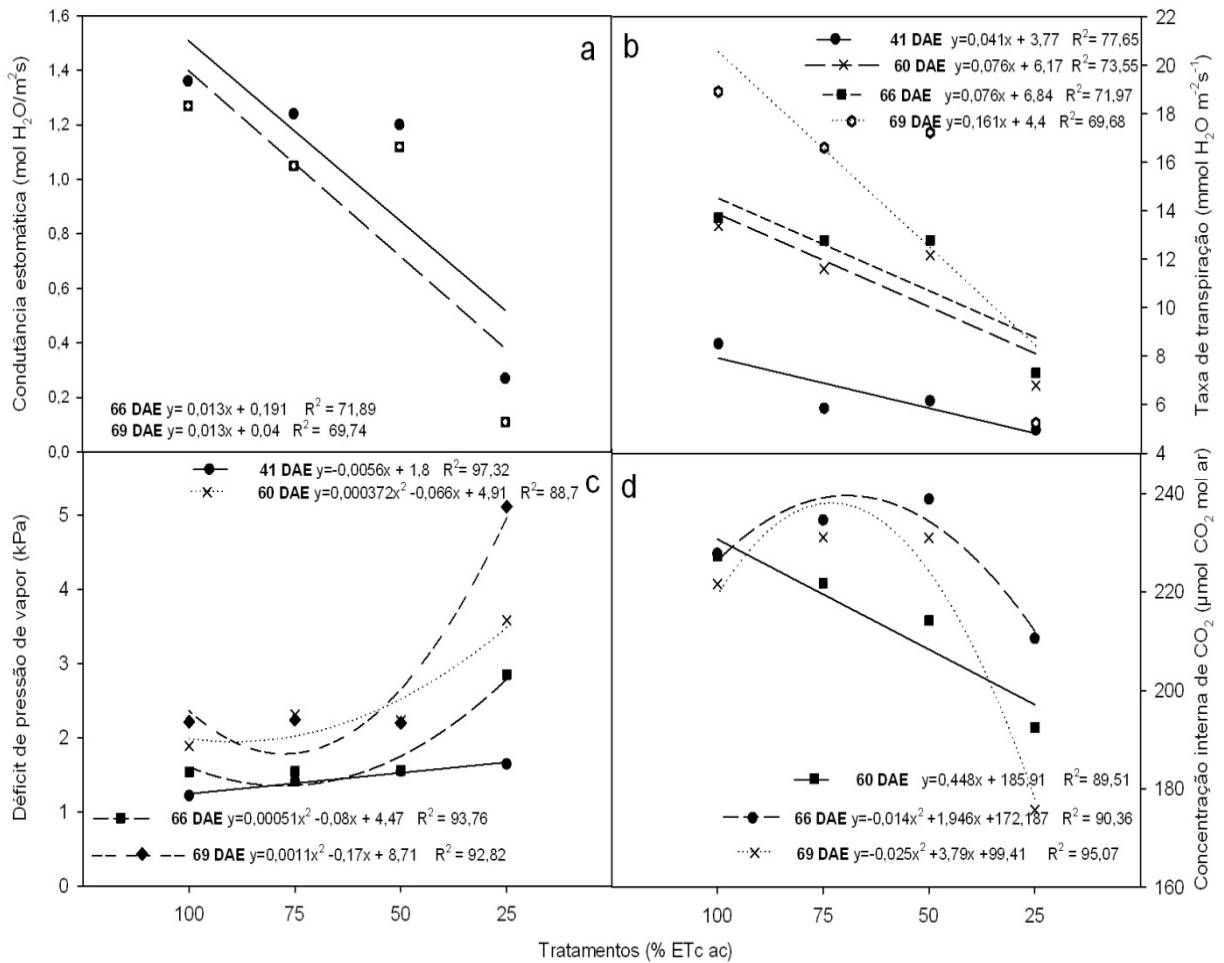 a
Condutância estomática (mol H₂O/m²s)
1,6
1,4
1,2
1,0
0,8
0,6
0,4
0,2
0,0
66 DAE y= 0,013x + 0,191 R² = 71,89
69 DAE y= 0,013x + 0,04 R² = 69,74
b
41 DAE y=0,041x + 3,77 R²= 77,65
60 DAE y=0,076x + 6,17 R²= 73,55
66 DAE y=0,076x + 6,84 R²= 71,97
69 DAE y=0,161x + 4,4 R²= 69,68
22
20
18
16
14
12
10
8
6
4
Taxa de transpiração (mmol H₂O m⁻²s⁻¹)
c
41 DAE y=-0,0056x + 1,8 R²= 97,32
60 DAE y=0,000372x² -0,066x + 4,91 R²= 88,7
Déficit de pressão de vapor (kPa)
5
4
3
2
1
0
66 DAE y=0,00051x² -0,08x + 4,47 R² = 93,76
69 DAE y=0,0011x² -0,17x + 8,71 R² = 92,82
100 75 50 25
d
240
220
200
180
160
Concentração interna de CO₂ (µmol CO₂ mol ar)
60 DAE y=0,448x + 185,91 R²= 89,51
66 DAE y=-0,014x² +1,946x +172,187 R²= 90,36
69 DAE y=-0,025x² +3,79x +99,41 R² = 95,07
100 75 50 25
Tratamentos (% ETc ac)